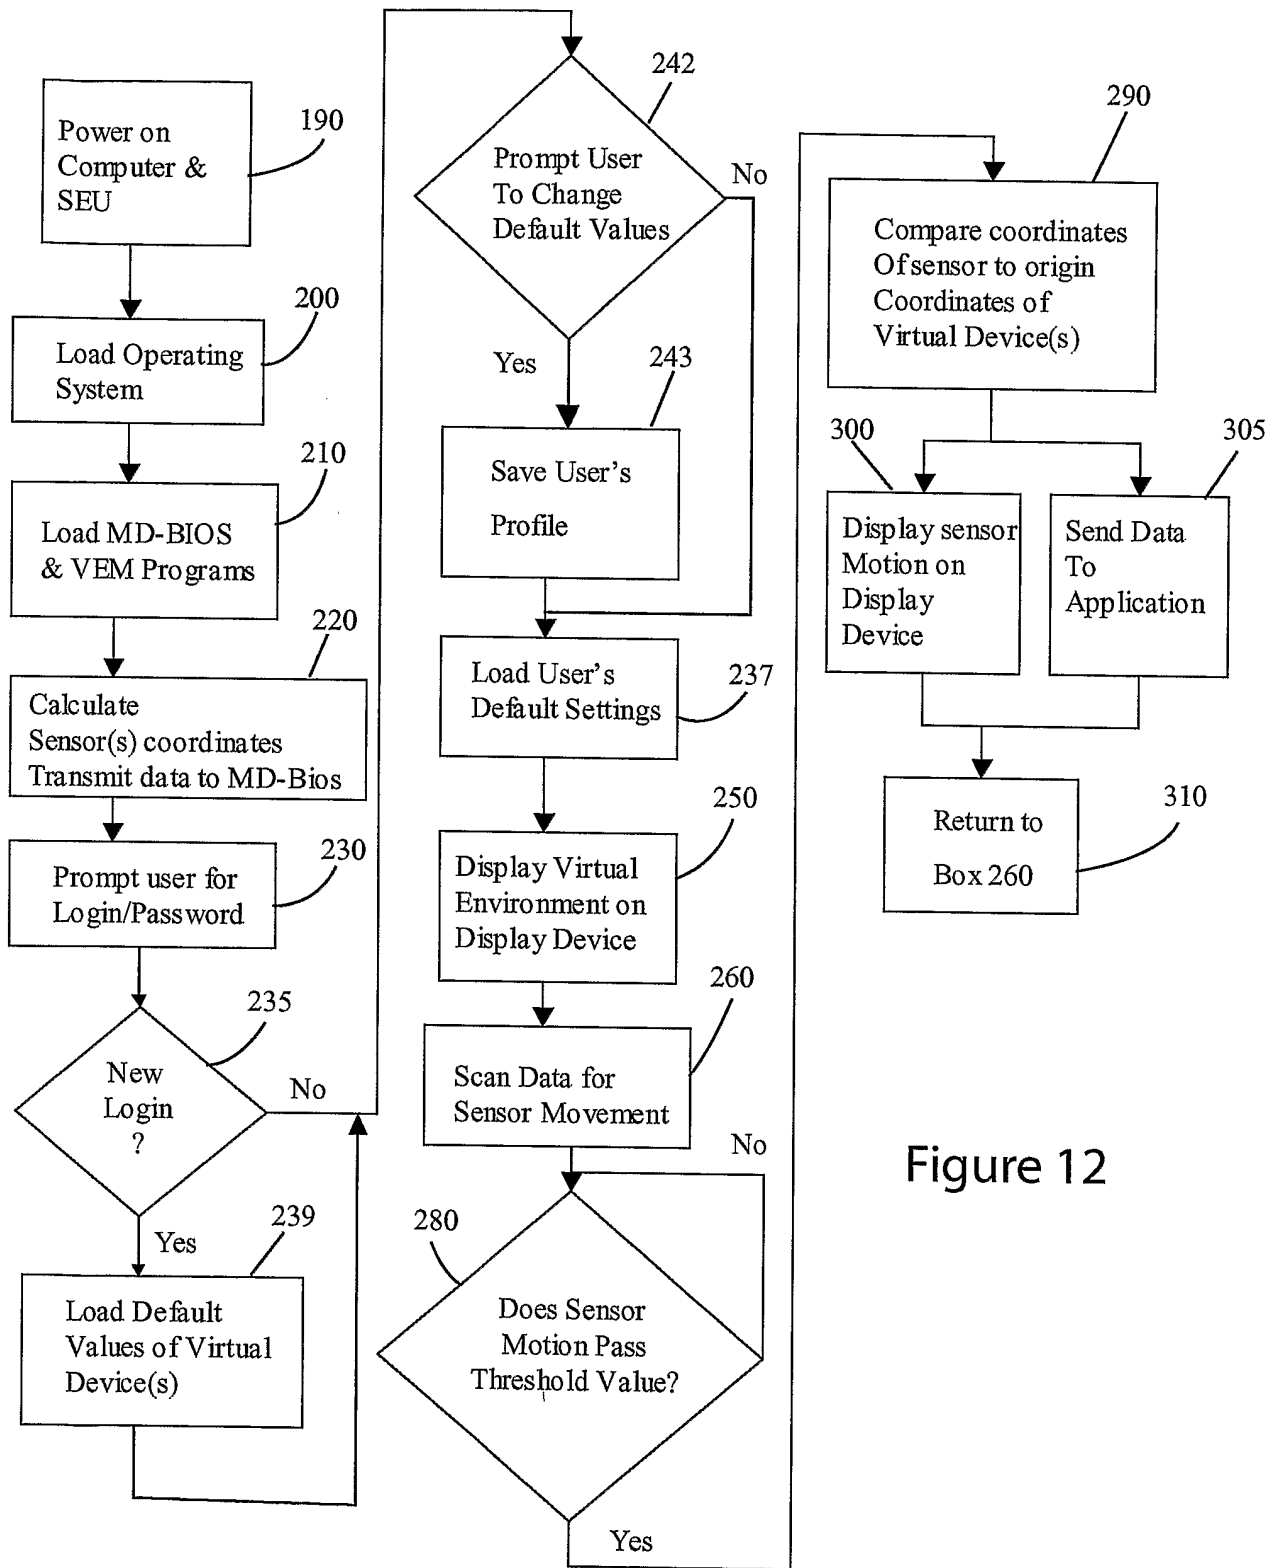 Power on
Computer &
SEU
190
Load Operating
System
200
Load MD-BIOS
& VEM Programs
210
Calculate
Sensor(s) coordinates
Transmit data to MD-Bios
220
Prompt user for
Login/Password
230
New
Login
?
235
No
Yes
Load Default
Values of Virtual
Device(s)
239
Prompt User
To Change
Default Values
242
No
Yes
Save User's
Profile
243
Load User's
Default Settings
237
Display Virtual
Environment on
Display Device
250
Scan Data for
Sensor Movement
260
No
Does Sensor
Motion Pass
Threshold Value?
280
Yes
Compare coordinates
Of sensor to origin
Coordinates of
Virtual Device(s)
290
Display sensor
Motion on
Display
Device
300
Send Data
To
Application
305
Return to
Box 260
310
Figure 12